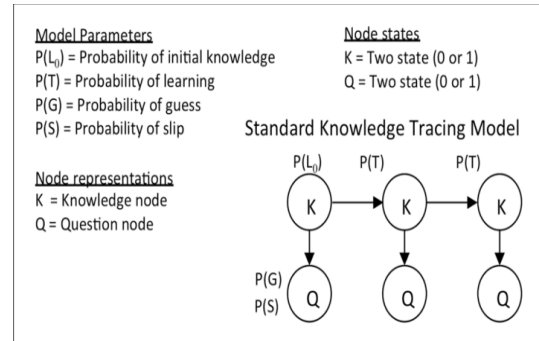 Model Parameters
P(L₀) = Probability of initial knowledge
P(T) = Probability of learning
P(G) = Probability of guess
P(S) = Probability of slip
Node states
K = Two state (0 or 1)
Q = Two state (0 or 1)
Node representations
K = Knowledge node
Q = Question node
Standard Knowledge Tracing Model
P(L₀) P(T) P(T)
K K K
P(G)
P(S)
Q Q Q